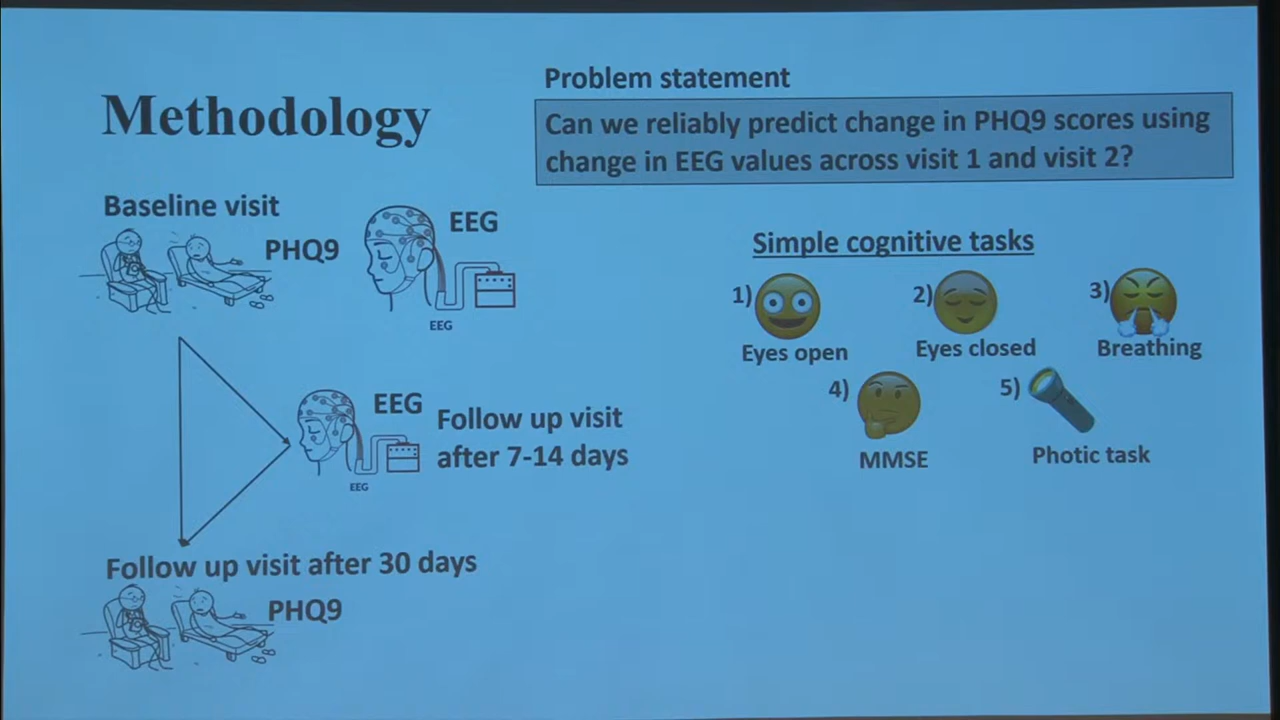 Methodology
Problem statement
Can we reliably predict change in PHQ9 scores using
change in EEG values across visit 1 and visit 2?
Baseline visit
PHQ9
EEG
EEG
Simple cognitive tasks
1)
2)
3)
Eyes open
Eyes closed
Breathing
4)
5)
MMSE
Photic task
EEG
Follow up visit
after 7-14 days
EEG
Follow up visit after 30 days
PHQ9